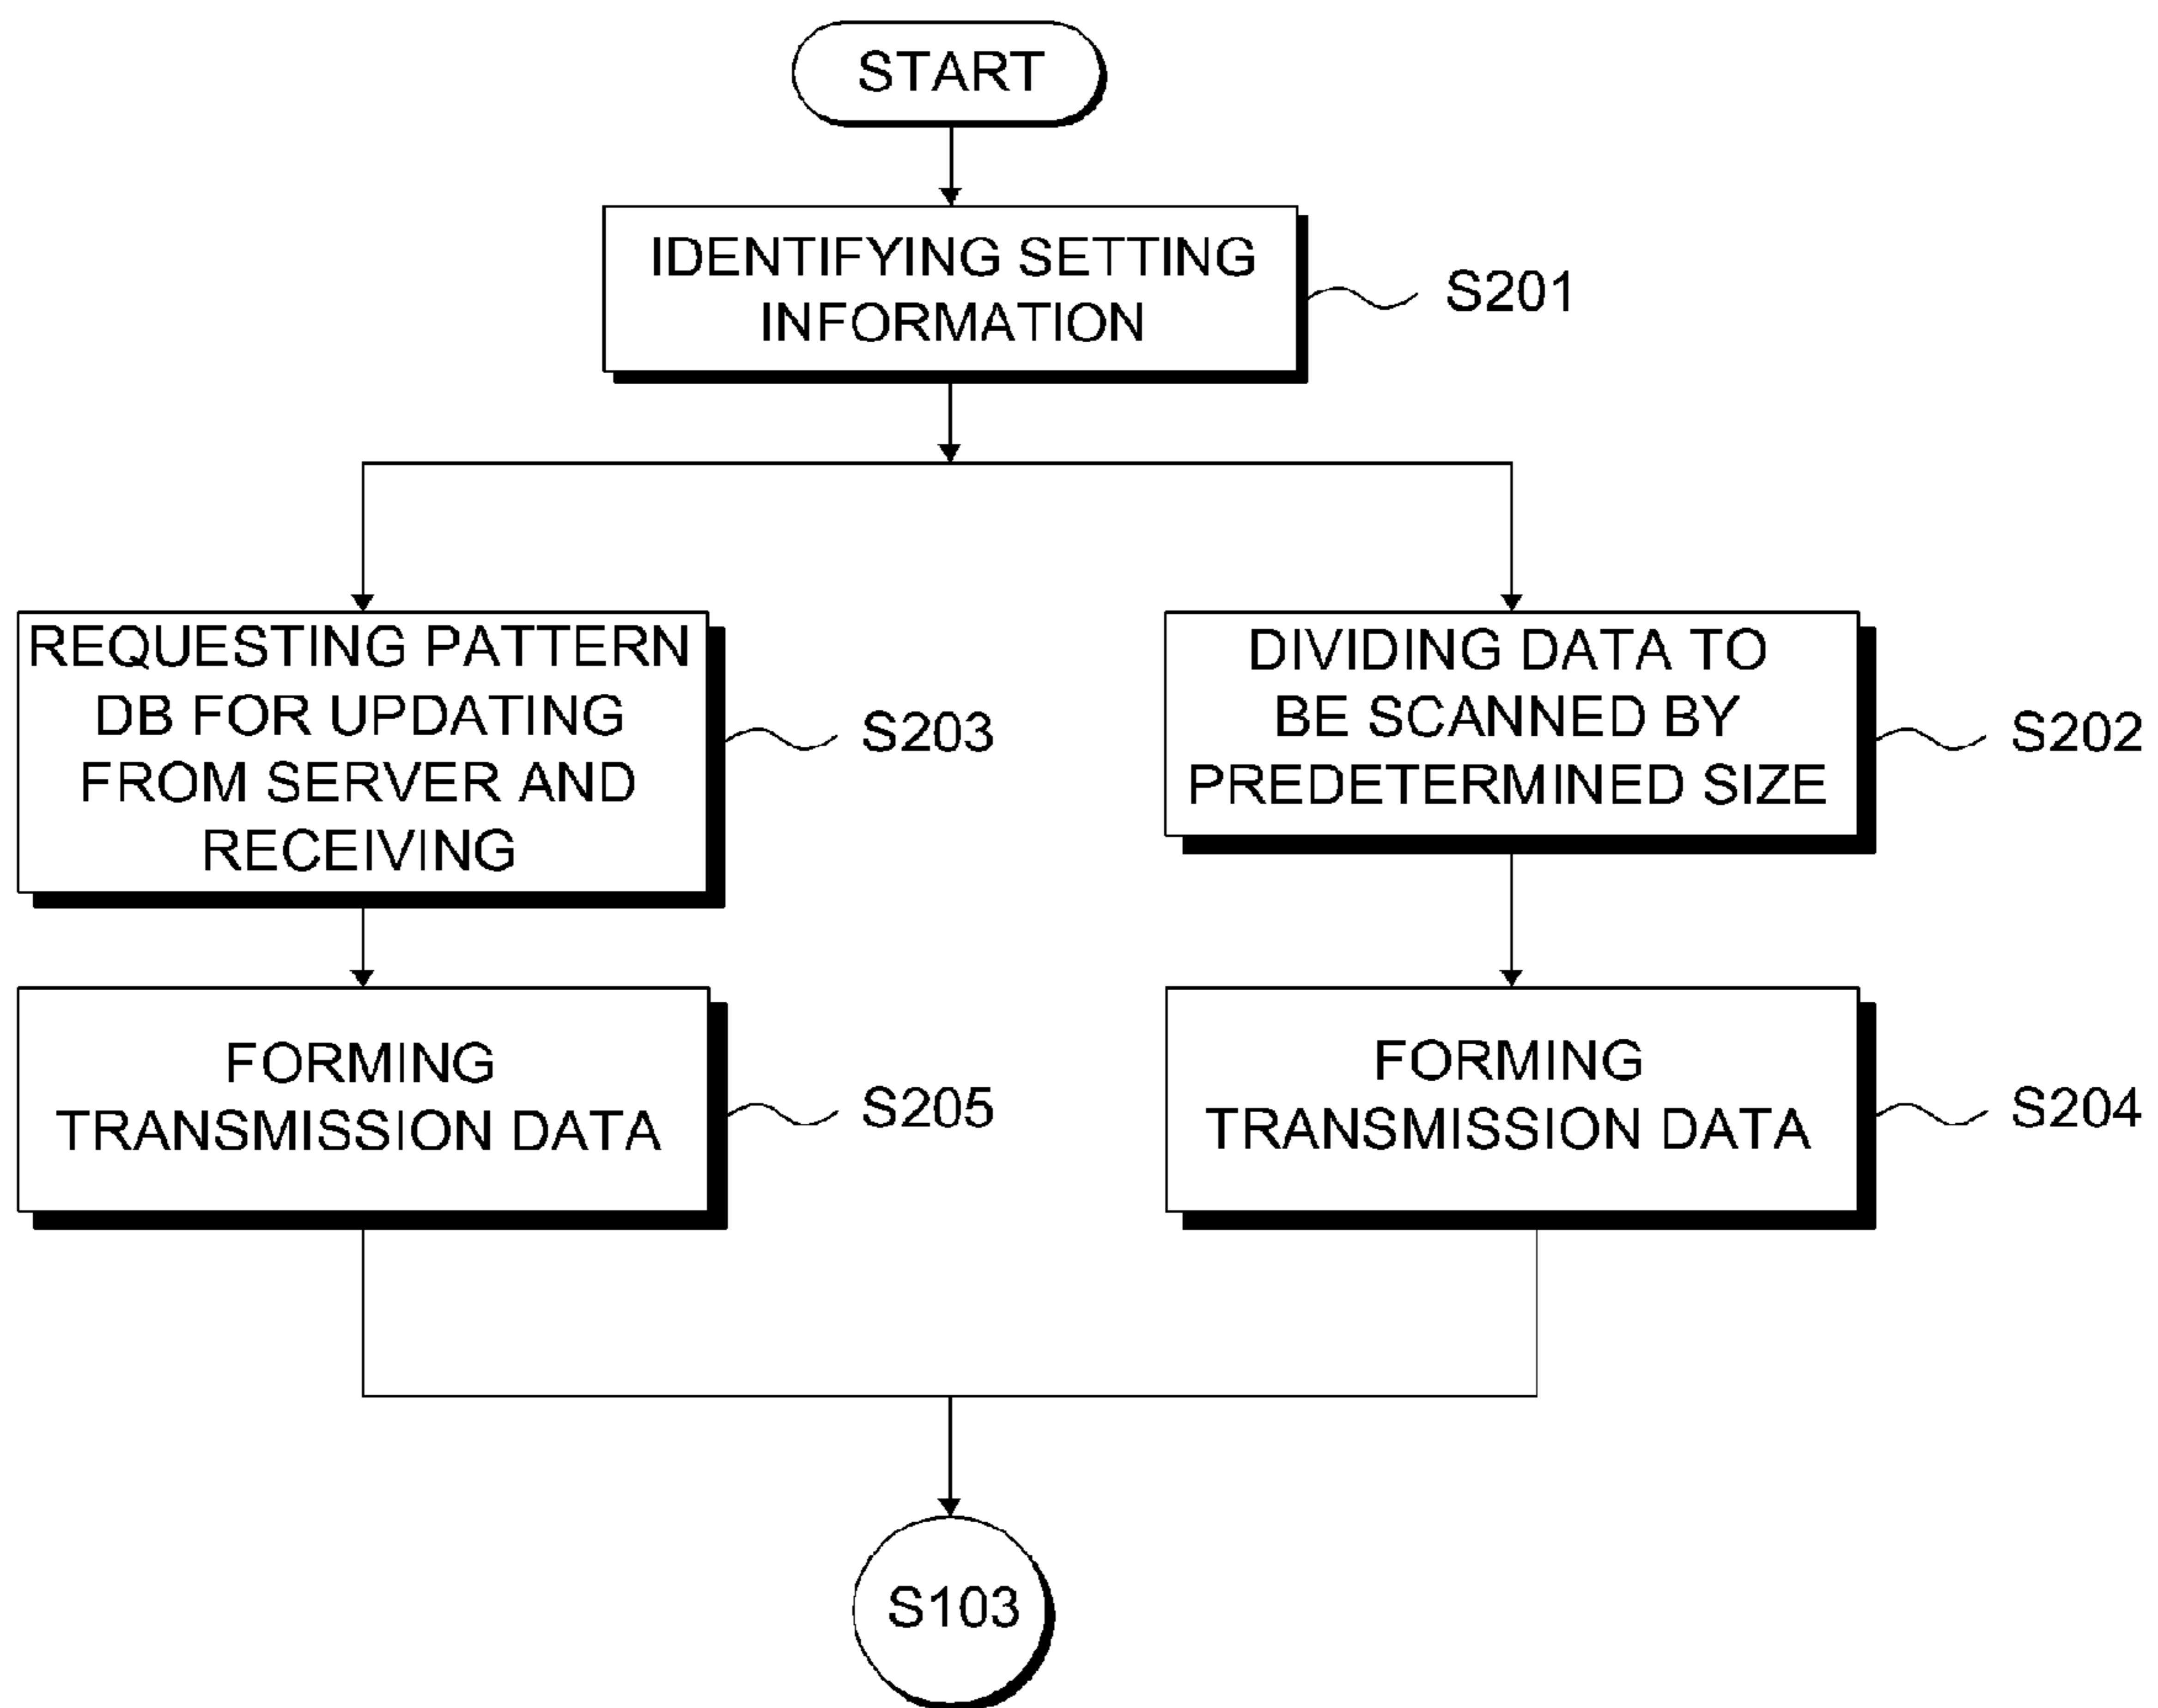 START
IDENTIFYING SETTING
INFORMATION
S201
REQUESTING PATTERN
DB FOR UPDATING
FROM SERVER AND
RECEIVING
S203
DIVIDING DATA TO
BE SCANNED BY
PREDETERMINED SIZE
S202
FORMING
TRANSMISSION DATA
S205
FORMING
TRANSMISSION DATA
S204
S103